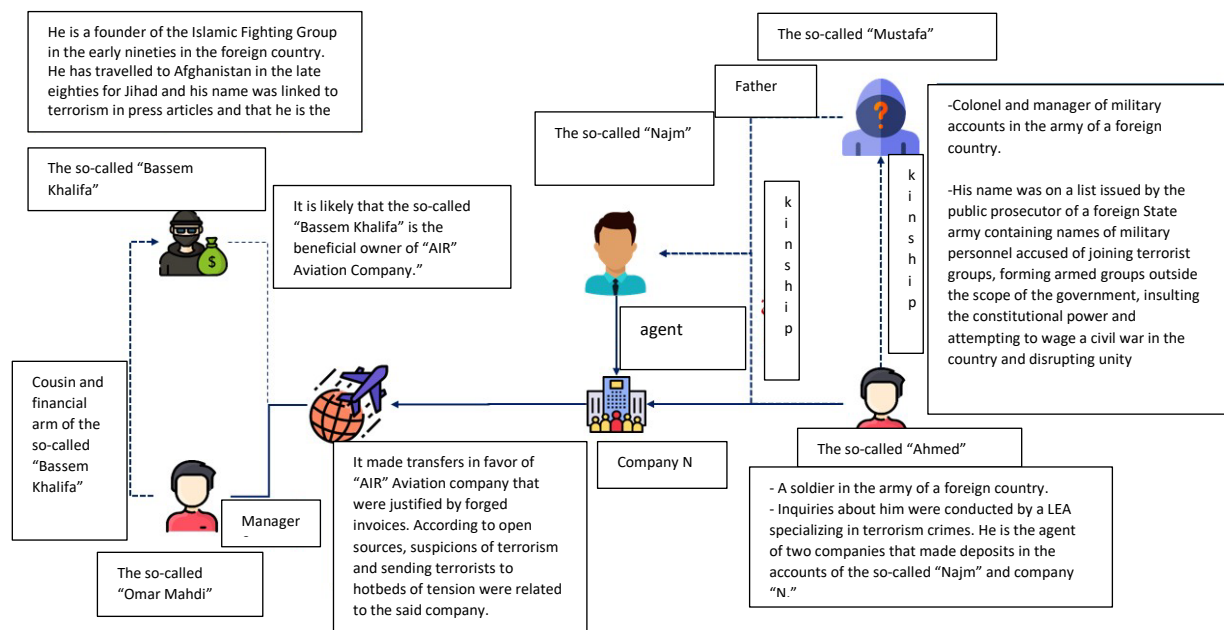 He is a founder of the Islamic Fighting Group
in the early nineties in the foreign country.
He has travelled to Afghanistan in the late
eighties for Jihad and his name was linked to
terrorism in press articles and that he is the
The so-called “Mustafa”
Father
-Colonel and manager of military
accounts in the army of a foreign
country.
-His name was on a list issued by the
public prosecutor of a foreign State
army containing names of military
personnel accused of joining terrorist
groups, forming armed groups outside
the scope of the government, insulting
the constitutional power and
attempting to wage a civil war in the
country and disrupting unity
The so-called “Najm”
?
kinship
kinship
The so-called “Bassem
Khalifa”
It is likely that the so-called
“Bassem Khalifa” is the
beneficial owner of “AIR”
Aviation Company.”
$
agent
Cousin and
financial
arm of the
so-called
“Bassem
Khalifa”
Company N
The so-called “Ahmed”
It made transfers in favor of
“AIR” Aviation company that
were justified by forged
invoices. According to open
sources, suspicions of terrorism
and sending terrorists to
hotbeds of tension were related
to the said company.
- A soldier in the army of a foreign country.
- Inquiries about him were conducted by a LEA
specializing in terrorism crimes. He is the agent
of two companies that made deposits in the
accounts of the so-called “Najm” and company
“N.”
Manager
The so-called
“Omar Mahdi”